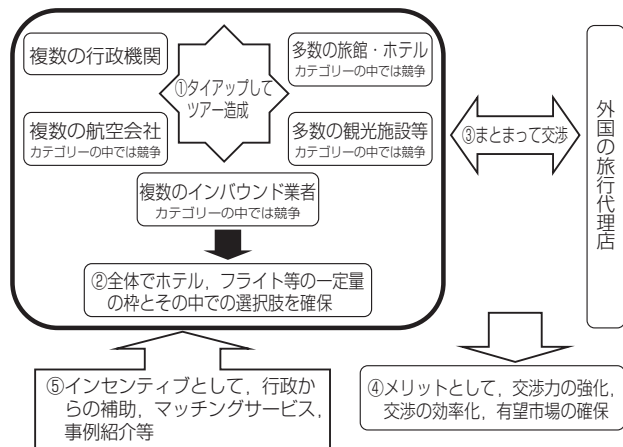 複数の行政機関
①タイアップして
ツアー造成
多数の旅館・ホテル
カテゴリーの中では競争
複数の航空会社
カテゴリーの中では競争
多数の観光施設等
カテゴリーの中では競争
複数のインバウンド業者
カテゴリーの中では競争
②全体でホテル，フライト等の一定量
の枠とその中での選択肢を確保
③まとまって交渉
外国の旅行代理店
⑤インセンティブとして，行政か
らの補助，マッチングサービス，
事例紹介等
④メリットとして，交渉力の強化，
交渉の効率化，有望市場の確保